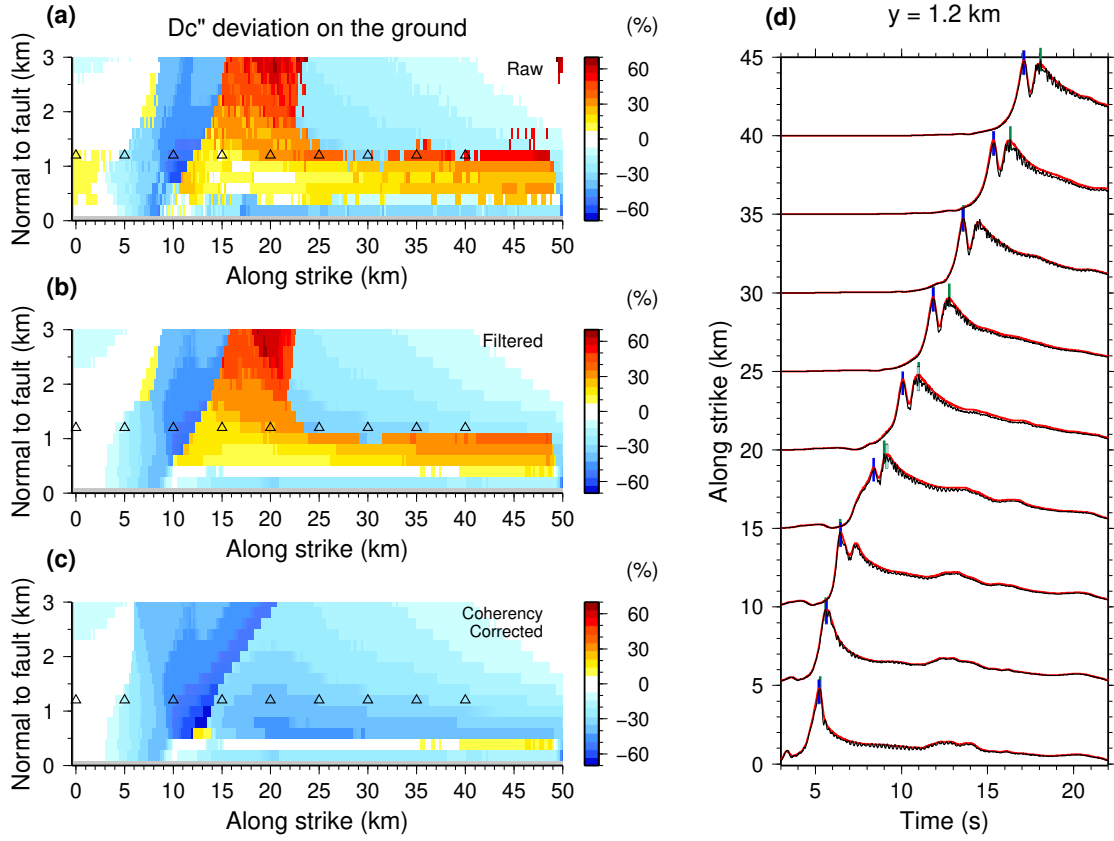 (a)
Dc" deviation on the ground
(%)
Raw
Normal to fault (km)
3
2
1
0
0 5 10 15 20 25 30 35 40 45 50
Along strike (km)
60
30
0
−30
−60
(b)
(%)
Filtered
Normal to fault (km)
3
2
1
0
0 5 10 15 20 25 30 35 40 45 50
Along strike (km)
60
30
0
−30
−60
(c)
(%)
Coherency
Corrected
Normal to fault (km)
3
2
1
0
0 5 10 15 20 25 30 35 40 45 50
Along strike (km)
60
30
0
−30
−60
(d)
y = 1.2 km
Along strike (km)
45
40
35
30
25
20
15
10
5
0
5 10 15 20
Time (s)